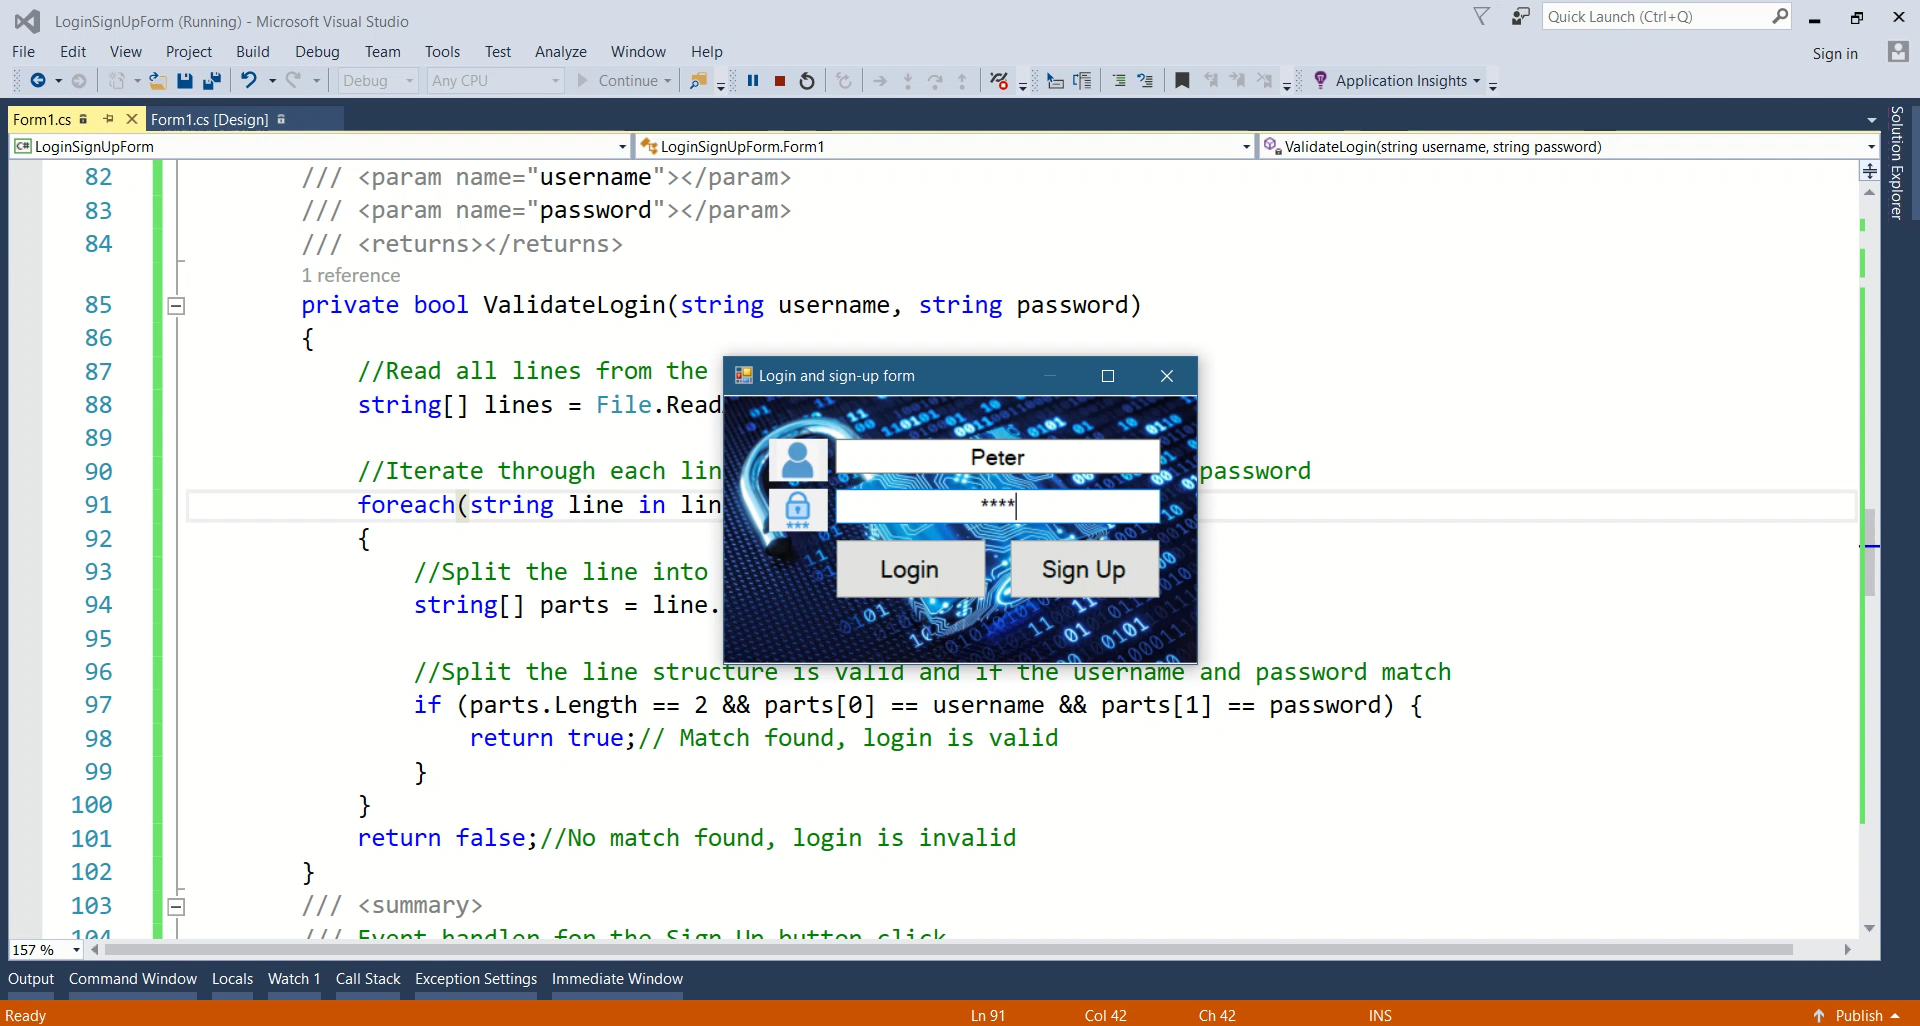 LoginSignUpForm (Running) - Microsoft Visual Studio
Quick Launch (Ctrl+Q)
File Edit View Project Build Debug Team Tools Test Analyze Window Help
Sign in
Debug Any CPU Continue Application Insights
Form1.cs Form1.cs [Design]
Solution Explorer
C# LoginSignUpForm LoginSignUpForm.Form1 ValidateLogin(string username, string password)
82 /// <param name="username"></param>
83 /// <param name="password"></param>
84 /// <returns></returns>
1 reference
85 private bool ValidateLogin(string username, string password)
86 {
87 //Read all lines from the
88 string[] lines = File.Read
89
90 //Iterate through each lin password
91 foreach(string line in lin
92 {
93 //Split the line into
94 string[] parts = line.
95
96 //Split the line structure is valid and if the username and password match
97 if (parts.Length == 2 && parts[0] == username && parts[1] == password) {
98 return true;// Match found, login is valid
99 }
100 }
101 return false;//No match found, login is invalid
102 }
103 /// <summary>
104 /// Event handler for the Sign Up button click
Login and sign-up form
Peter
****
Login Sign Up
157 %
Output Command Window Locals Watch 1 Call Stack Exception Settings Immediate Window
Ready Ln 91 Col 42 Ch 42 INS Publish